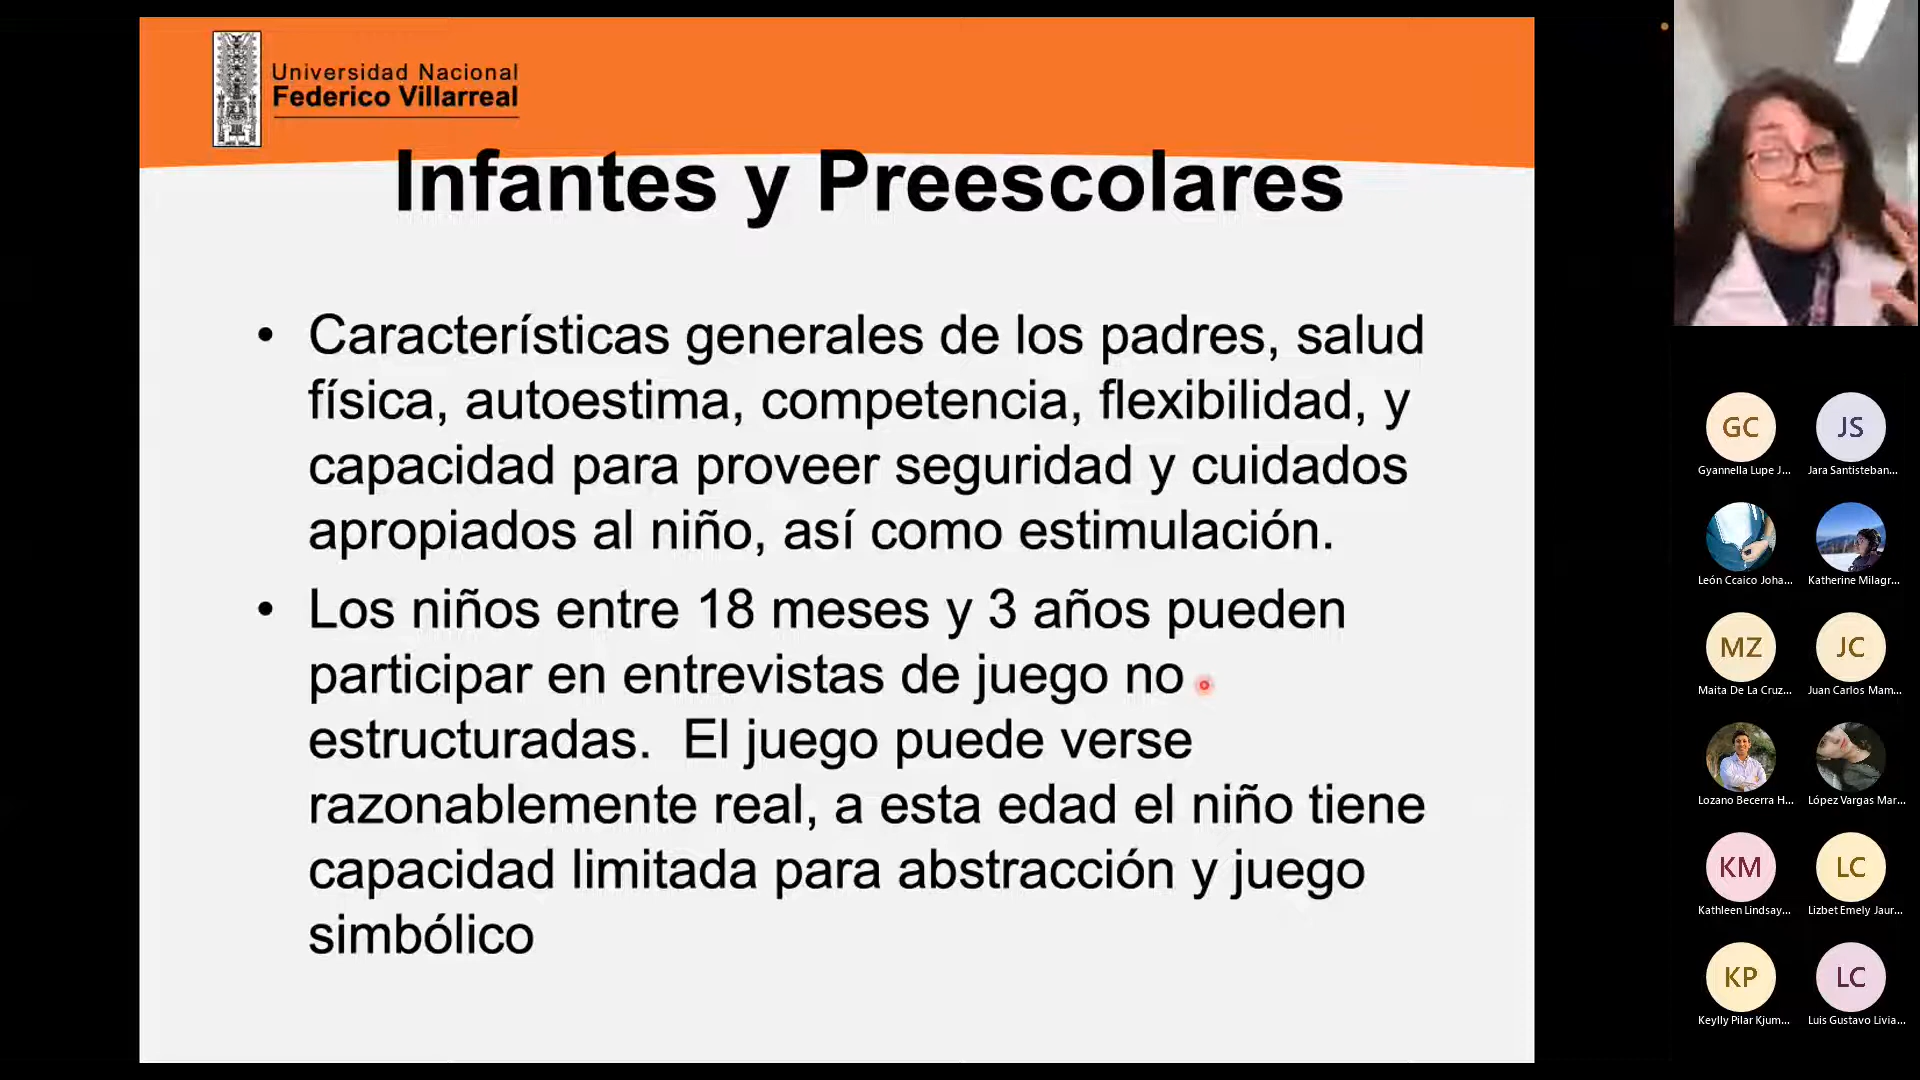 Universidad Nacional
Federico Villarreal
Infantes y Preescolares
• Características generales de los padres, salud
física, autoestima, competencia, flexibilidad, y
capacidad para proveer seguridad y cuidados
apropiados al niño, así como estimulación.
• Los niños entre 18 meses y 3 años pueden
participar en entrevistas de juego no
estructuradas.  El juego puede verse
razonablemente real, a esta edad el niño tiene
capacidad limitada para abstracción y juego
simbólico
GC
Gyannella Lupe J...
JS
Jara Santisteban...
León Ccaico Joha...
Katherine Milagr...
MZ
Maita De La Cruz...
JC
Juan Carlos Mam...
Lozano Becerra H...
López Vargas Mar...
KM
Kathleen Lindsay...
LC
Lizbet Emely Jaur...
KP
Keylly Pilar Kjum...
LC
Luis Gustavo Livia...